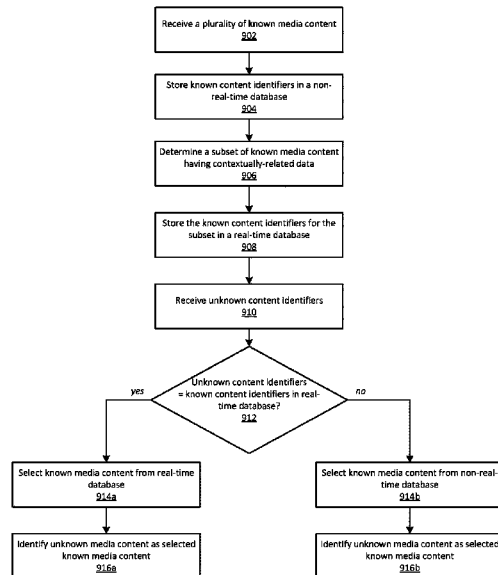 Receive a plurality of known media content
902
Store known content identifiers in a non-
real-time database
904
Determine a subset of known media content
having contextually-related data
906
Store the known content identifiers for the
subset in a real-time database
908
Receive unknown content identifiers
910
Unknown content identifiers
= known content identifiers in real-
time database?
912
yes
no
Select known media content from real-time
database
914a
Select known media content from non-real-
time database
914b
Identify unknown media content as selected
known media content
916a
Identify unknown media content as selected
known media content
916b